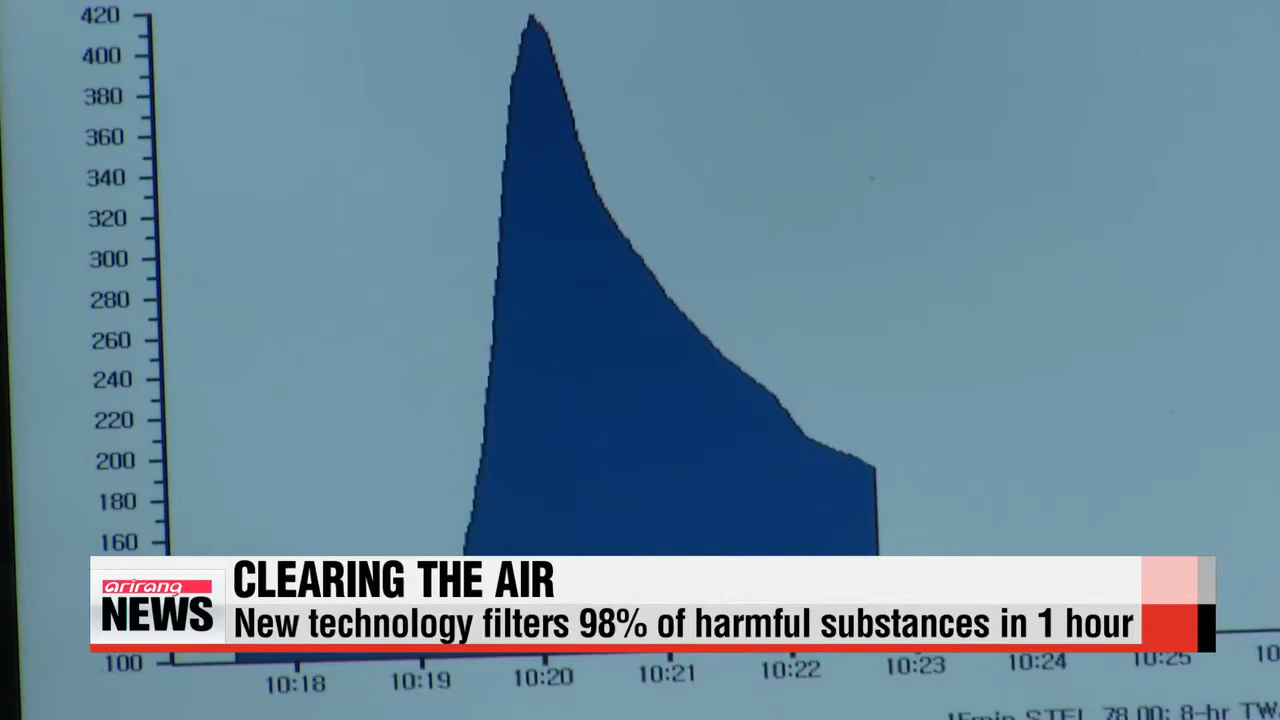 420
400
380
360
340
320
300
280
260
240
220
200
180
160
100
10:18 10:19 10:20 10:21 10:22 10:23 10:24 10:25
8-hr
arirang
NEWS
CLEARING THE AIR
New technology filters 98% of harmful substances in 1 hour